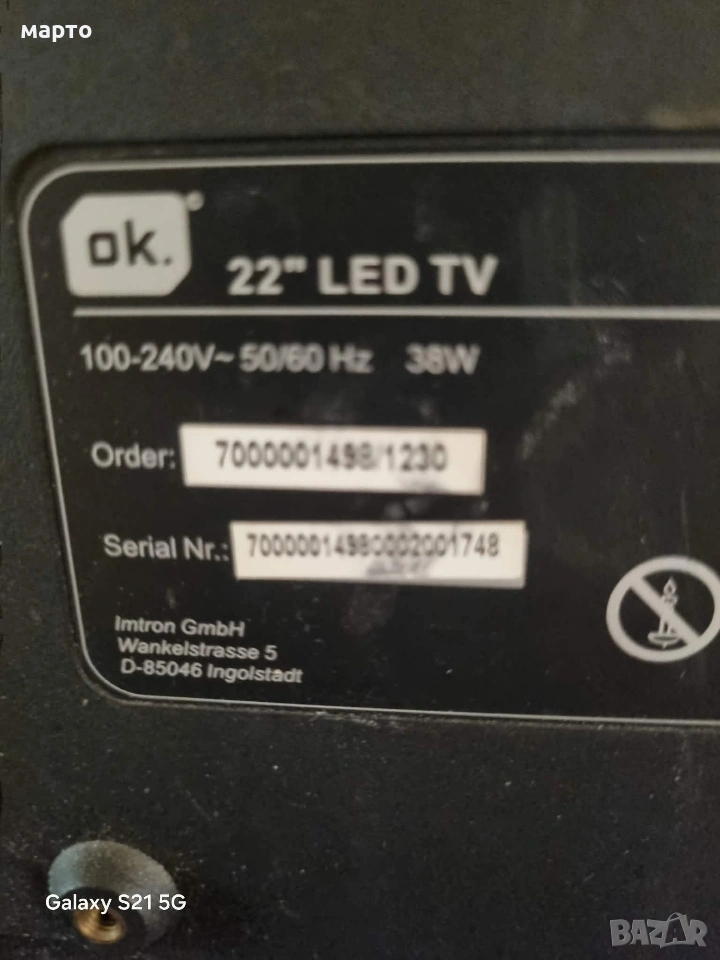 марто
ok.
22" LED TV
100-240V~ 50/60 Hz 38W
Order: 7000001498/1230
Serial Nr.: 70000014980002001748
Imtron GmbH
Wankelstrasse 5
D-85046 Ingolstadt
Galaxy S21 5G
BAZAR